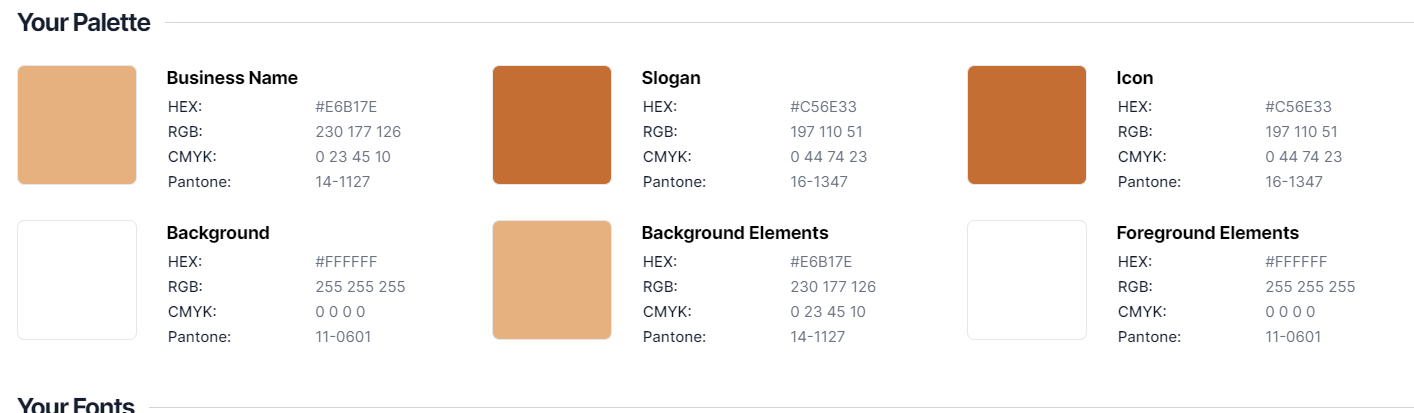 Your Palette
Business Name
HEX: #E6B17E
RGB: 230 177 126
CMYK: 0 23 45 10
Pantone: 14-1127
Slogan
HEX: #C56E33
RGB: 197 110 51
CMYK: 0 44 74 23
Pantone: 16-1347
Icon
HEX: #C56E33
RGB: 197 110 51
CMYK: 0 44 74 23
Pantone: 16-1347
Background
HEX: #FFFFFF
RGB: 255 255 255
CMYK: 0 0 0 0
Pantone: 11-0601
Background Elements
HEX: #E6B17E
RGB: 230 177 126
CMYK: 0 23 45 10
Pantone: 14-1127
Foreground Elements
HEX: #FFFFFF
RGB: 255 255 255
CMYK: 0 0 0 0
Pantone: 11-0601
Your Fonts